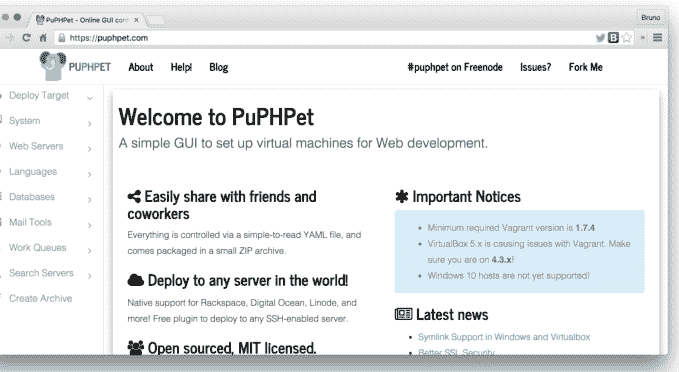 PuPHPet - Online GUI conf
Bruno
https://puphpet.com
PUPHPET About Help! Blog #puphpet on Freenode Issues? Fork Me
Deploy Target
System
Web Servers
Languages
Databases
Mail Tools
Work Queues
Search Servers
Create Archive
Welcome to PuPHPet
A simple GUI to set up virtual machines for Web development.
Easily share with friends and
coworkers
Everything is controlled via a simple-to-read YAML file, and
comes packaged in a small ZIP archive.
Deploy to any server in the world!
Native support for Rackspace, Digital Ocean, Linode, and
more! Free plugin to deploy to any SSH-enabled server.
Open sourced, MIT licensed.
Important Notices
Minimum required Vagrant version is 1.7.4
VirtualBox 5.x is causing issues with Vagrant. Make
sure you are on 4.3.x!
Windows 10 hosts are not yet supported!
Latest news
Symlink Support in Windows and Virtualbox
Better SSL Security